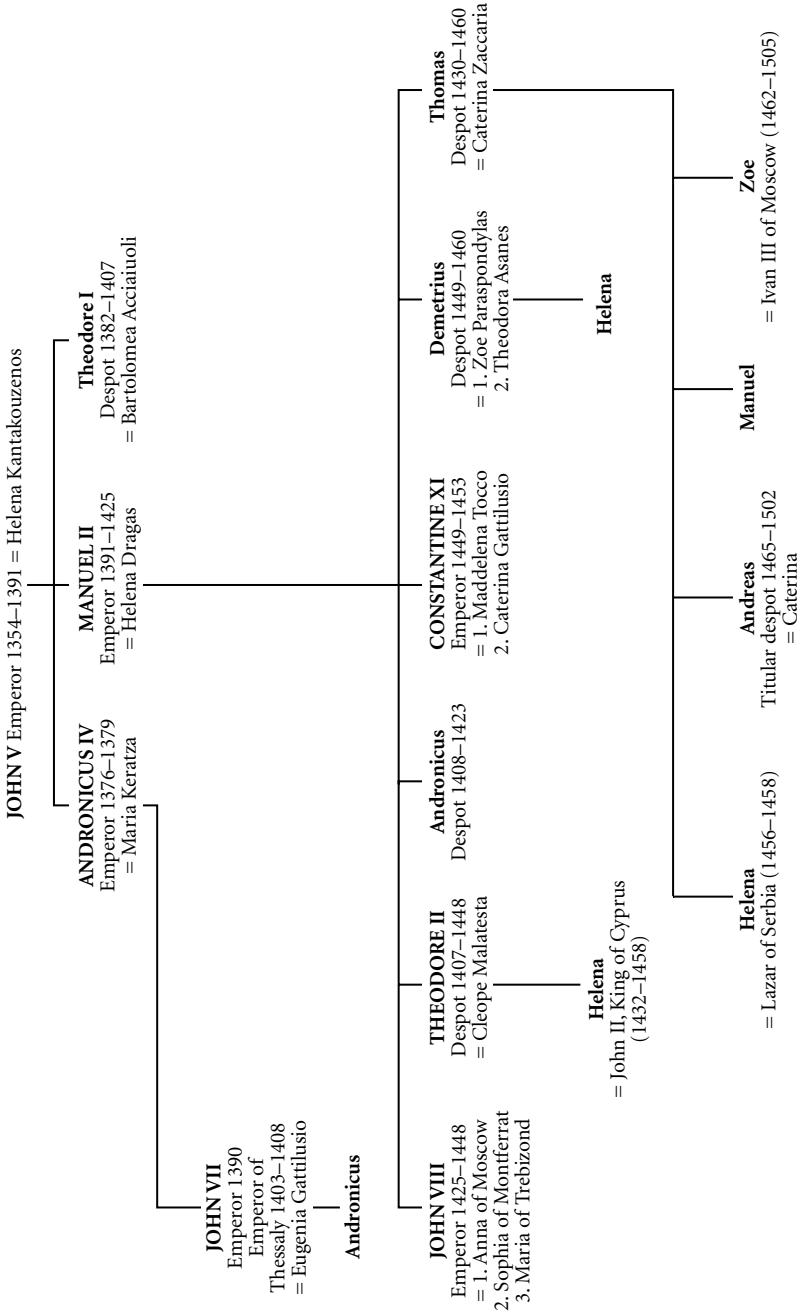 JOHN V Emperor 1354–1391 = Helena Kantakouzenos
ANDRONICUS IV
Emperor 1376–1379
= Maria Keratza
MANUEL II
Emperor 1391–1425
= Helena Dragas
Theodore I
Despot 1382–1407
= Bartolomea Acciaiuoli
JOHN VII
Emperor 1390
Emperor of
Thessaly 1403–1408
= Eugenia Gattilusio
Andronicus
JOHN VIII
Emperor 1425–1448
= 1. Anna of Moscow
2. Sophia of Montferrat
3. Maria of Trebizond
THEODORE II
Despot 1407–1448
= Cleope Malatesta
Andronicus
Despot 1408–1423
CONSTANTINE XI
Emperor 1449–1453
= 1. Maddelena Tocco
2. Caterina Gattilusio
Demetrius
Despot 1449–1460
= 1. Zoe Paraspondylas
2. Theodora Asanes
Thomas
Despot 1430–1460
= Caterina Zaccaria
Helena
= John II, King of Cyprus
(1432–1458)
Helena
Helena
= Lazar of Serbia (1456–1458)
Andreas
Titular despot 1465–1502
= Caterina
Manuel
Zoe
= Ivan III of Moscow (1462–1505)